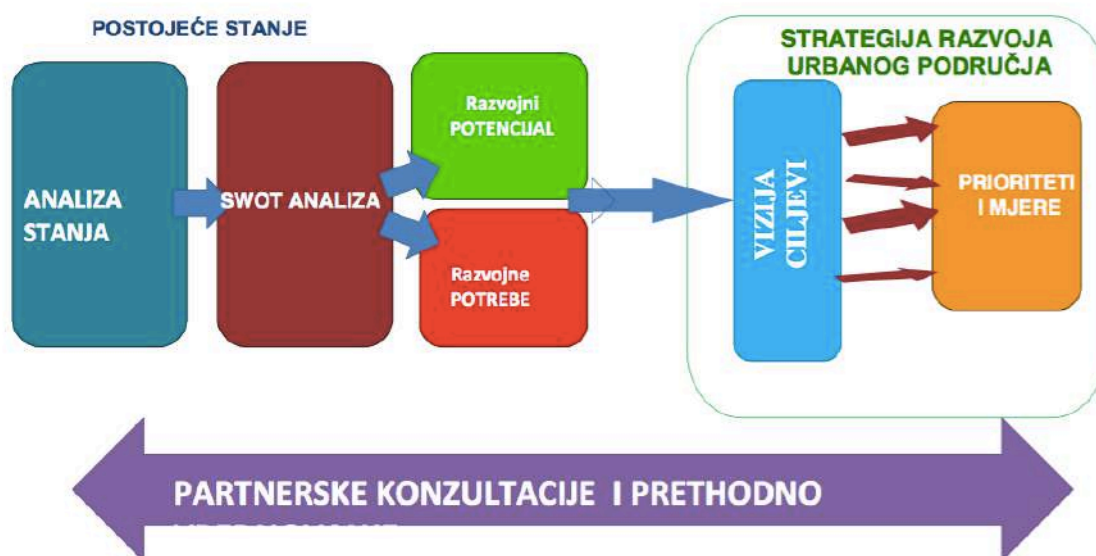 POSTOJEĆE STANJE
STRATEGIJA RAZVOJA
URBANOG PODRUČJA
ANALIZA
STANJA
SWOT ANALIZA
Razvojni
POTENCIJAL
Razvojne
POTREBE
VIZIJA
CILJEVI
PRIORITETI
I MJERE
PARTNERSKE KONZULTACIJE I PRETHODNO